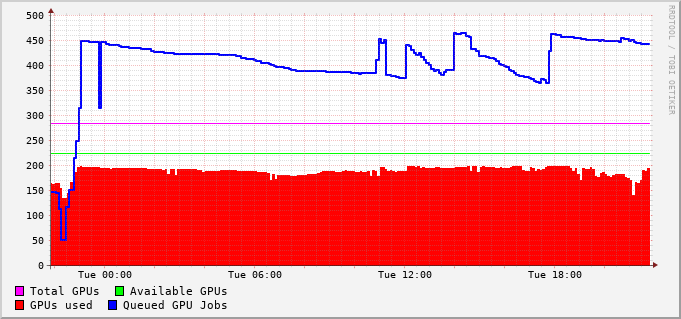 500
450
400
350
300
250
200
150
100
50
0
Tue 00:00 Tue 06:00 Tue 12:00 Tue 18:00
Total GPUs Available GPUs
GPUs used Queued GPU Jobs
RRDTOOL / TOBI OETIKER